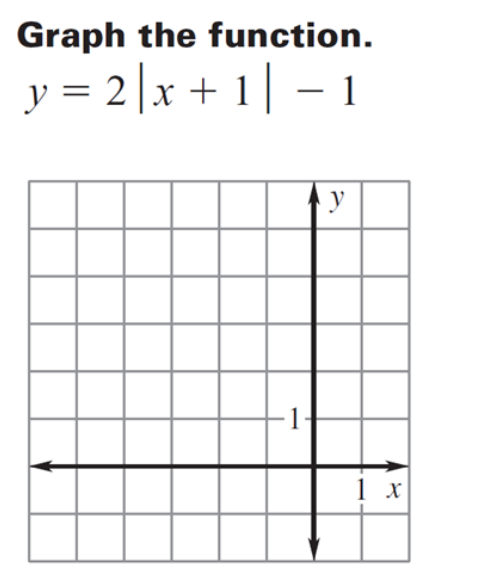 Graph the function.
y = 2|x + 1| − 1
y
1
1 x